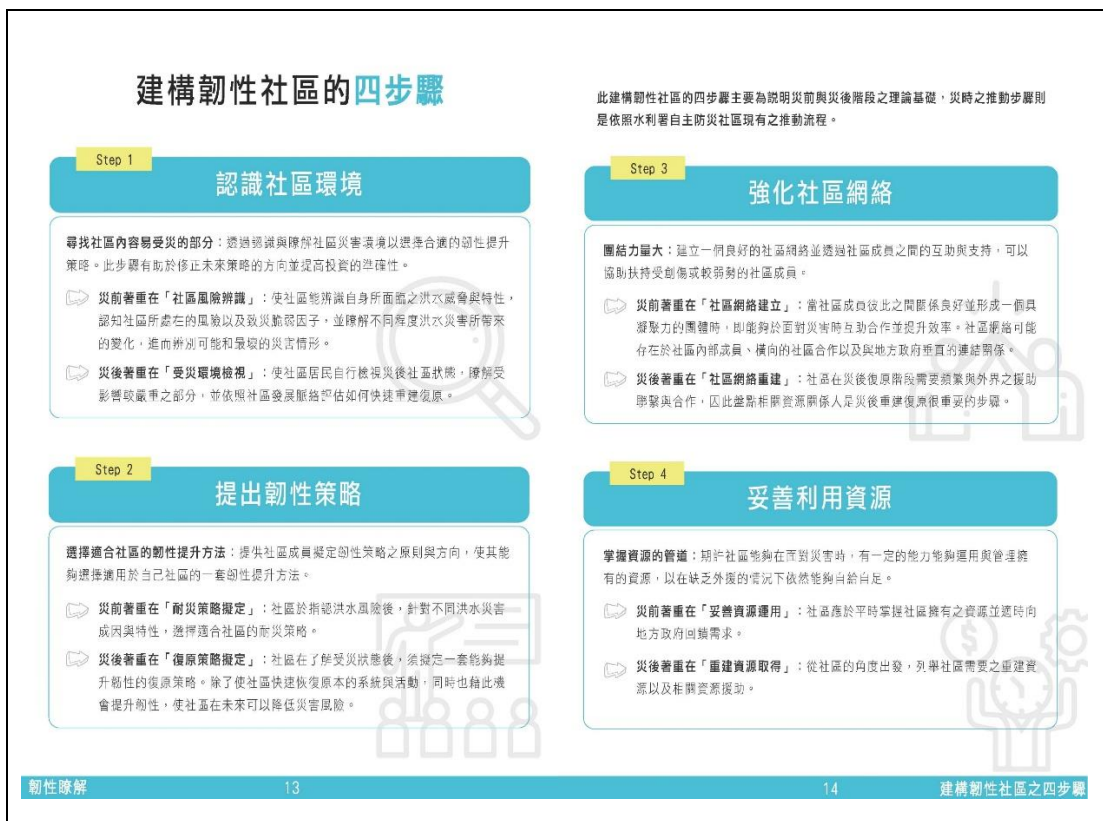 建構韌性社區的四步驟
Step 1
認識社區環境
尋找社區內容易受災的部分：透過認識與瞭解社區災害環境以選擇合適的韌性提升
策略。此步驟有助於修正未來策略的方向並提高投資的準確性。
災前著重在「社區風險辨識」：使社區能辨識自身所面臨之洪水威脅與特性，
認知社區所處在的風險以及致災脆弱因子，並瞭解不同程度洪水災害所帶來
的變化，進而辨別可能和最壞的災害情形。
災後著重在「受災環境檢視」：使社區居民自行檢視災後社區狀態，瞭解受
影響較嚴重之部分，並依照社區發展脈絡評估如何快速重建復原。
Step 2
提出韌性策略
選擇適合社區的韌性提升方法：提供社區成員擬定韌性策略之原則與方向，使其能
夠選擇適用於自己社區的一套韌性提升方法。
災前著重在「耐災策略擬定」：社區於指認洪水風險後，針對不同洪水災害
成因與特性，選擇適合社區的耐災策略。
災後著重在「復原策略擬定」：社區在了解受災狀態後，須擬定一套能夠提
升韌性的復原策略。除了使社區快速恢復原本的系統與活動，同時也藉此機
會提升韌性，使社區在未來可以降低災害風險。
韌性瞭解
13
此建構韌性社區的四步驟主要為説明災前與災後階段之理論基礎，災時之推動步驟則
是依照水利署自主防災社區現有之推動流程。
Step 3
強化社區網絡
團結力量大：建立一個良好的社區網絡並透過社區成員之間的互助與支持，可以
協助扶持受創傷或較弱勢的社區成員。
災前著重在「社區網絡建立」：當社區成員彼此之間關係良好並形成一個具
凝聚力的團體時，即能夠於面對災害時互助合作並提升效率。社區網絡可能
存在於社區內部成員、橫向的社區合作以及與地方政府垂直的連結關係。
災後著重在「社區網絡重建」：社區在災後復原階段需要頻繁與外界之援助
聯繫與合作，因此盤點相關資源關係人是災後重建復原很重要的步驟。
Step 4
妥善利用資源
掌握資源的管道：期許社區能夠在面對災害時，有一定的能力能夠運用與管理擁
有的資源，以在缺乏外援的情況下依然能夠自給自足。
災前著重在「妥善資源運用」：社區應於平時掌握社區擁有之資源並適時向
地方政府回饋需求。
災後著重在「重建資源取得」：從社區的角度出發，列舉社區需要之重建資
源以及相關資源援助。
14
建構韌性社區之四步驟